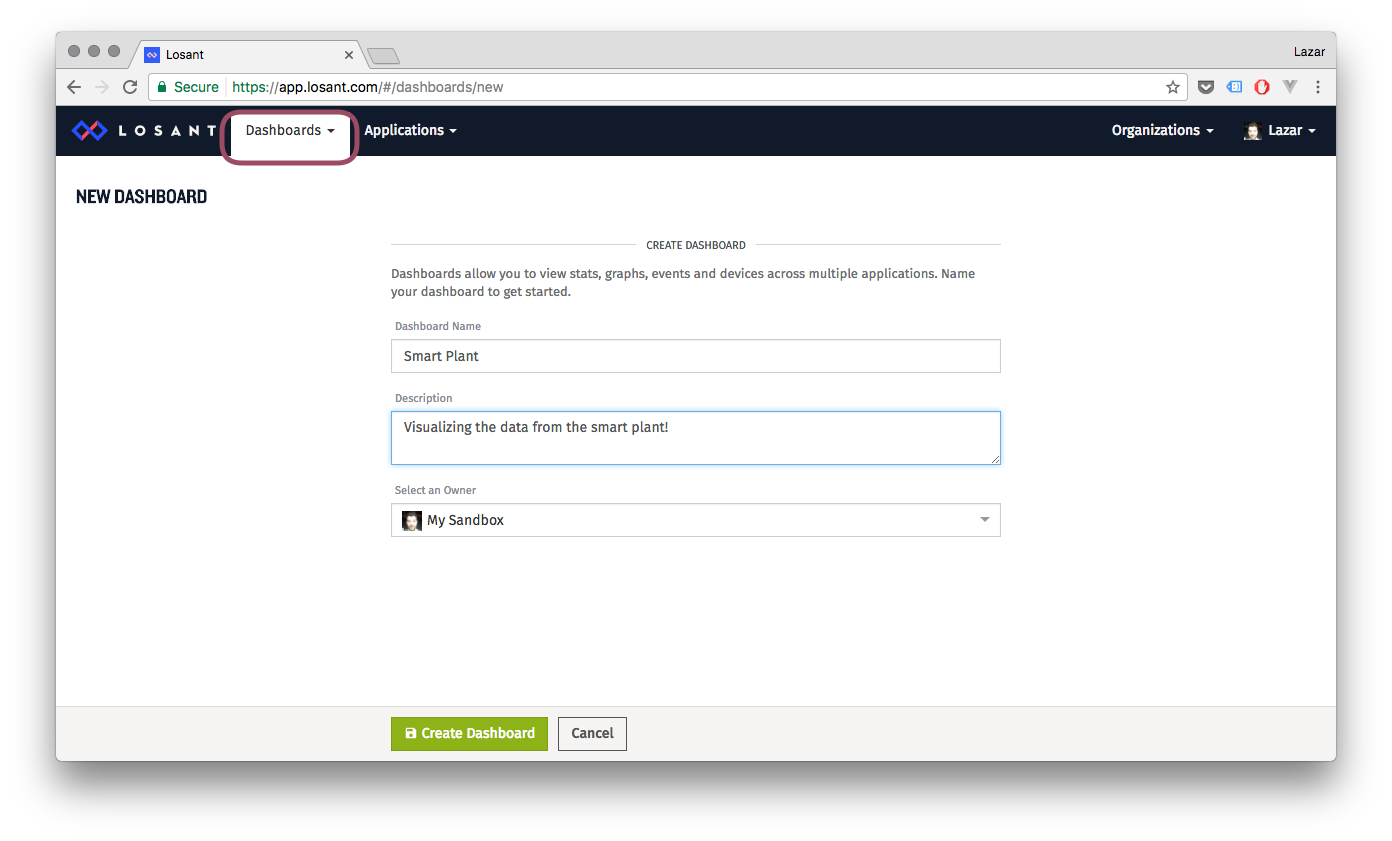 Losant
Lazar
Secure https://app.losant.com/#/dashboards/new
LOSANT Dashboards Applications Organizations Lazar
NEW DASHBOARD
CREATE DASHBOARD
Dashboards allow you to view stats, graphs, events and devices across multiple applications. Name
your dashboard to get started.
Dashboard Name
Smart Plant
Description
Visualizing the data from the smart plant!
Select an Owner
My Sandbox
Create Dashboard Cancel